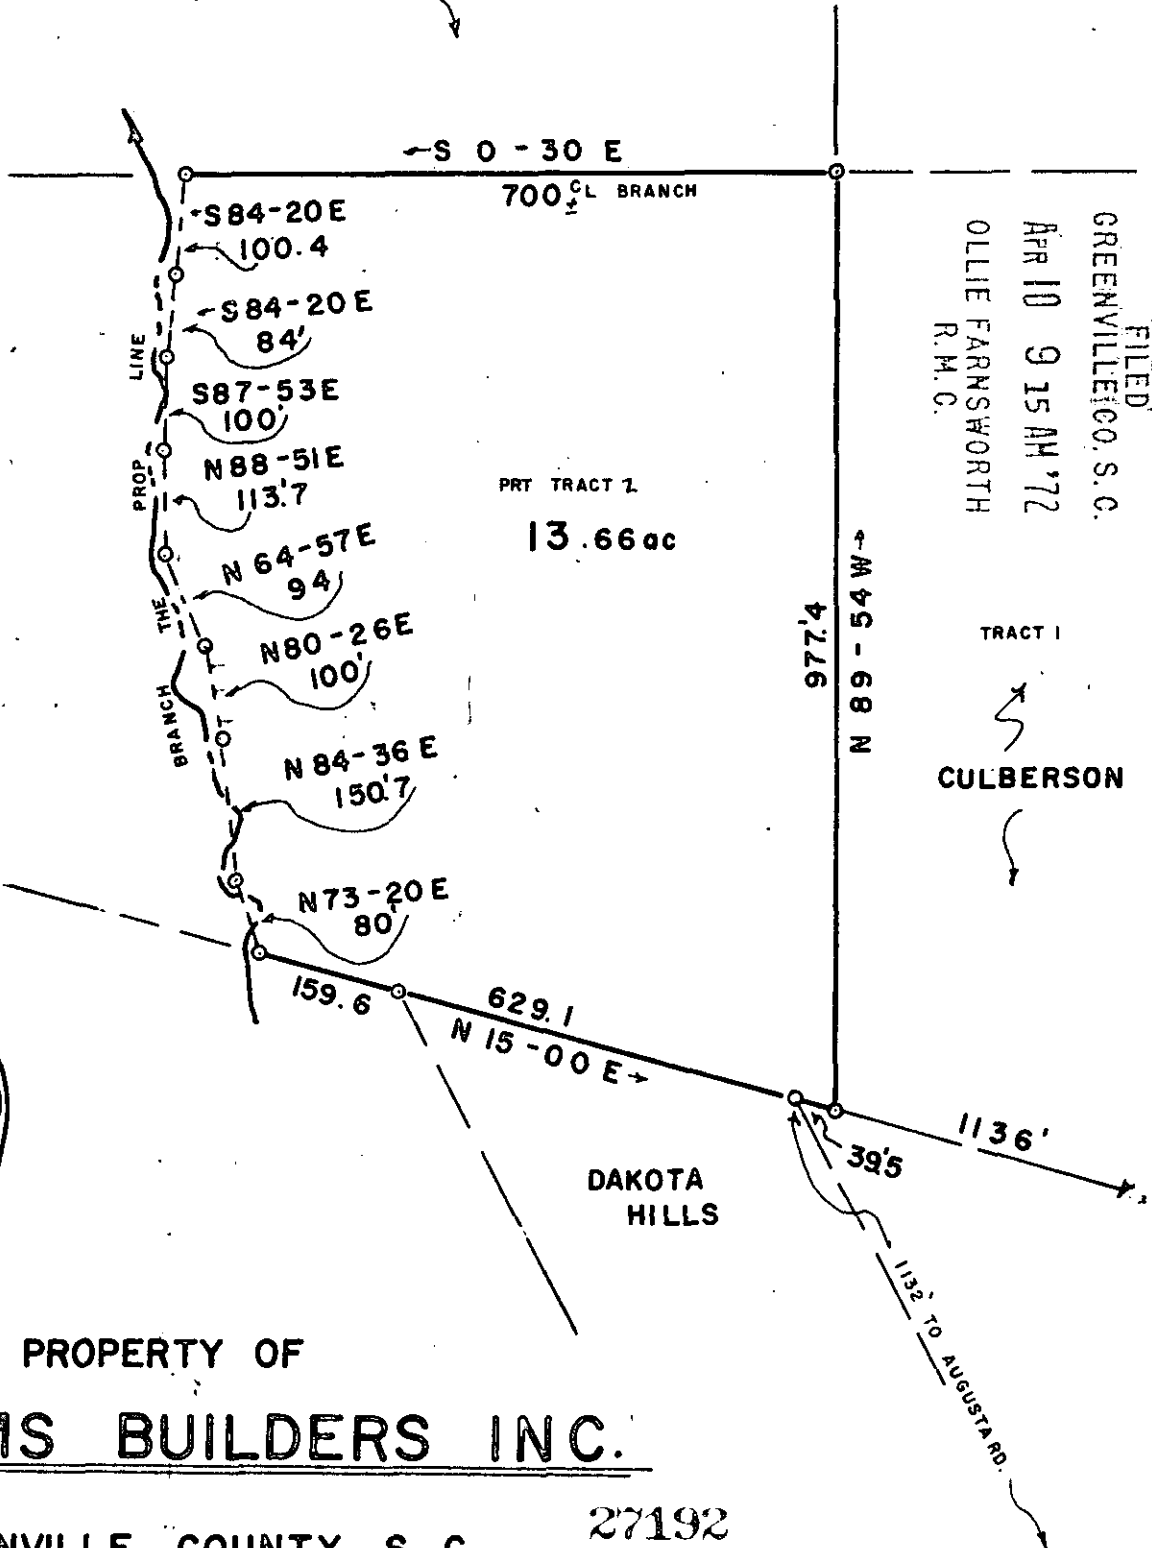 ←S 0-30 E
700± CL BRANCH
←S84-20E
100.4
←S84-20E
84'
S87-53E
100'
N88-51E
113.'7
N 64-57E
94
N80-26E
100'
N 84-36E
150.'7
N73-20E
80'
BRANCH THE PROP LINE
PRT TRACT 2
13.66ac
977.'4
N 89-54 W→
FILED
GREENVILLE CO. S. C.
APR 10 9 15 AM '72
OLLIE FARNSWORTH
R. M. C.
TRACT 1
CULBERSON
159.6
629.1
N 15-00 E→
39.'5
1136'
DAKOTA
HILLS
1132' TO AUGUSTA RD.
PROPERTY OF
MS BUILDERS INC.
NVILLE COUNTY S. C.
27192